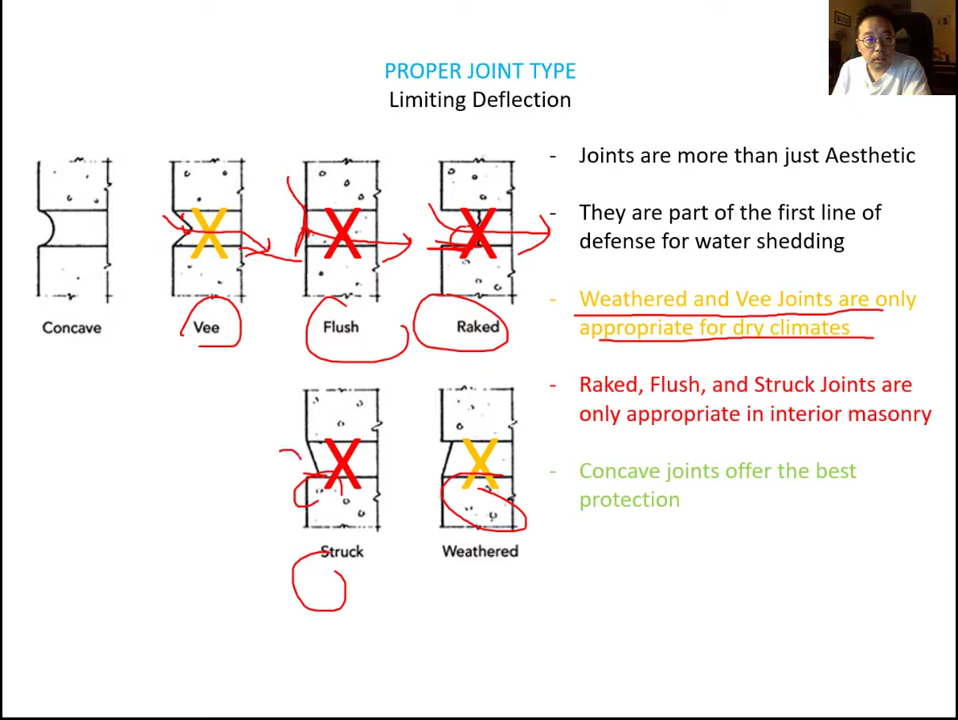 PROPER JOINT TYPE
Limiting Deflection
- Joints are more than just Aesthetic
- They are part of the first line of
defense for water shedding
- Weathered and Vee Joints are only
appropriate for dry climates
Concave
Vee
Flush
Raked
- Raked, Flush, and Struck Joints are
only appropriate in interior masonry
- Concave joints offer the best
protection
X
X
X
X
X
Struck
Weathered